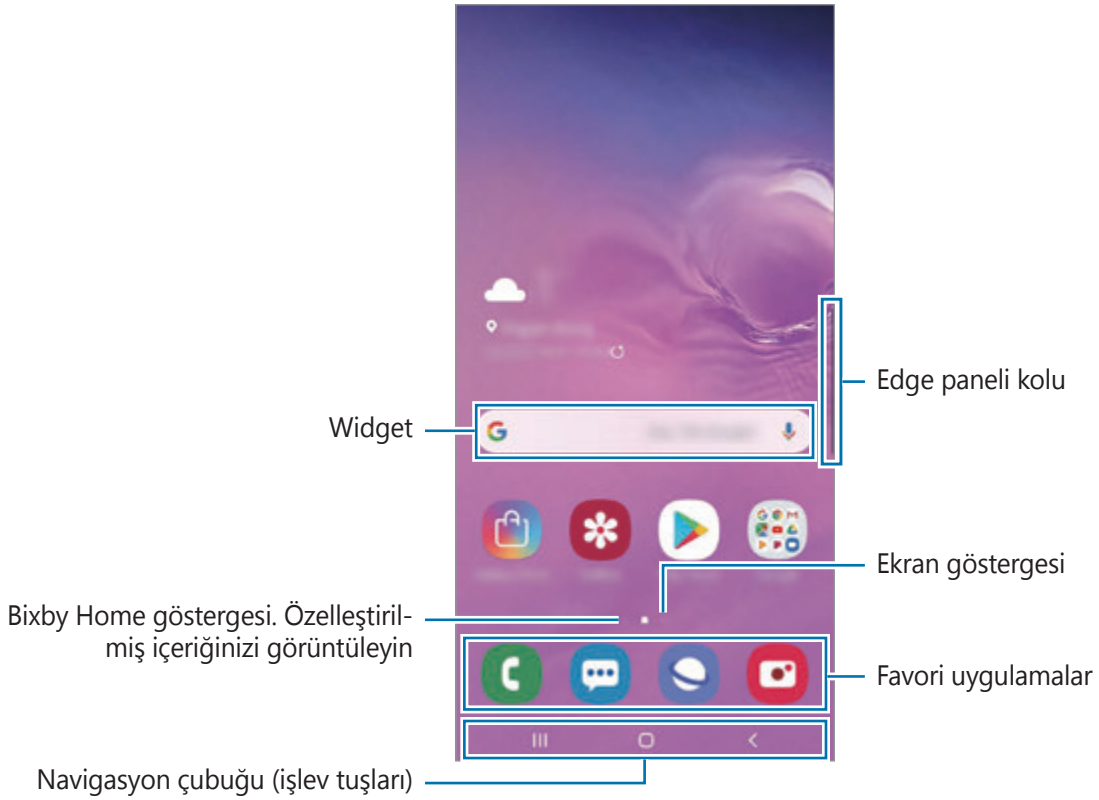 Edge paneli kolu
Widget
Ekran göstergesi
Bixby Home göstergesi. Özelleştiril-
miş içeriğinizi görüntüleyin
Favori uygulamalar
Navigasyon çubuğu (işlev tuşları)